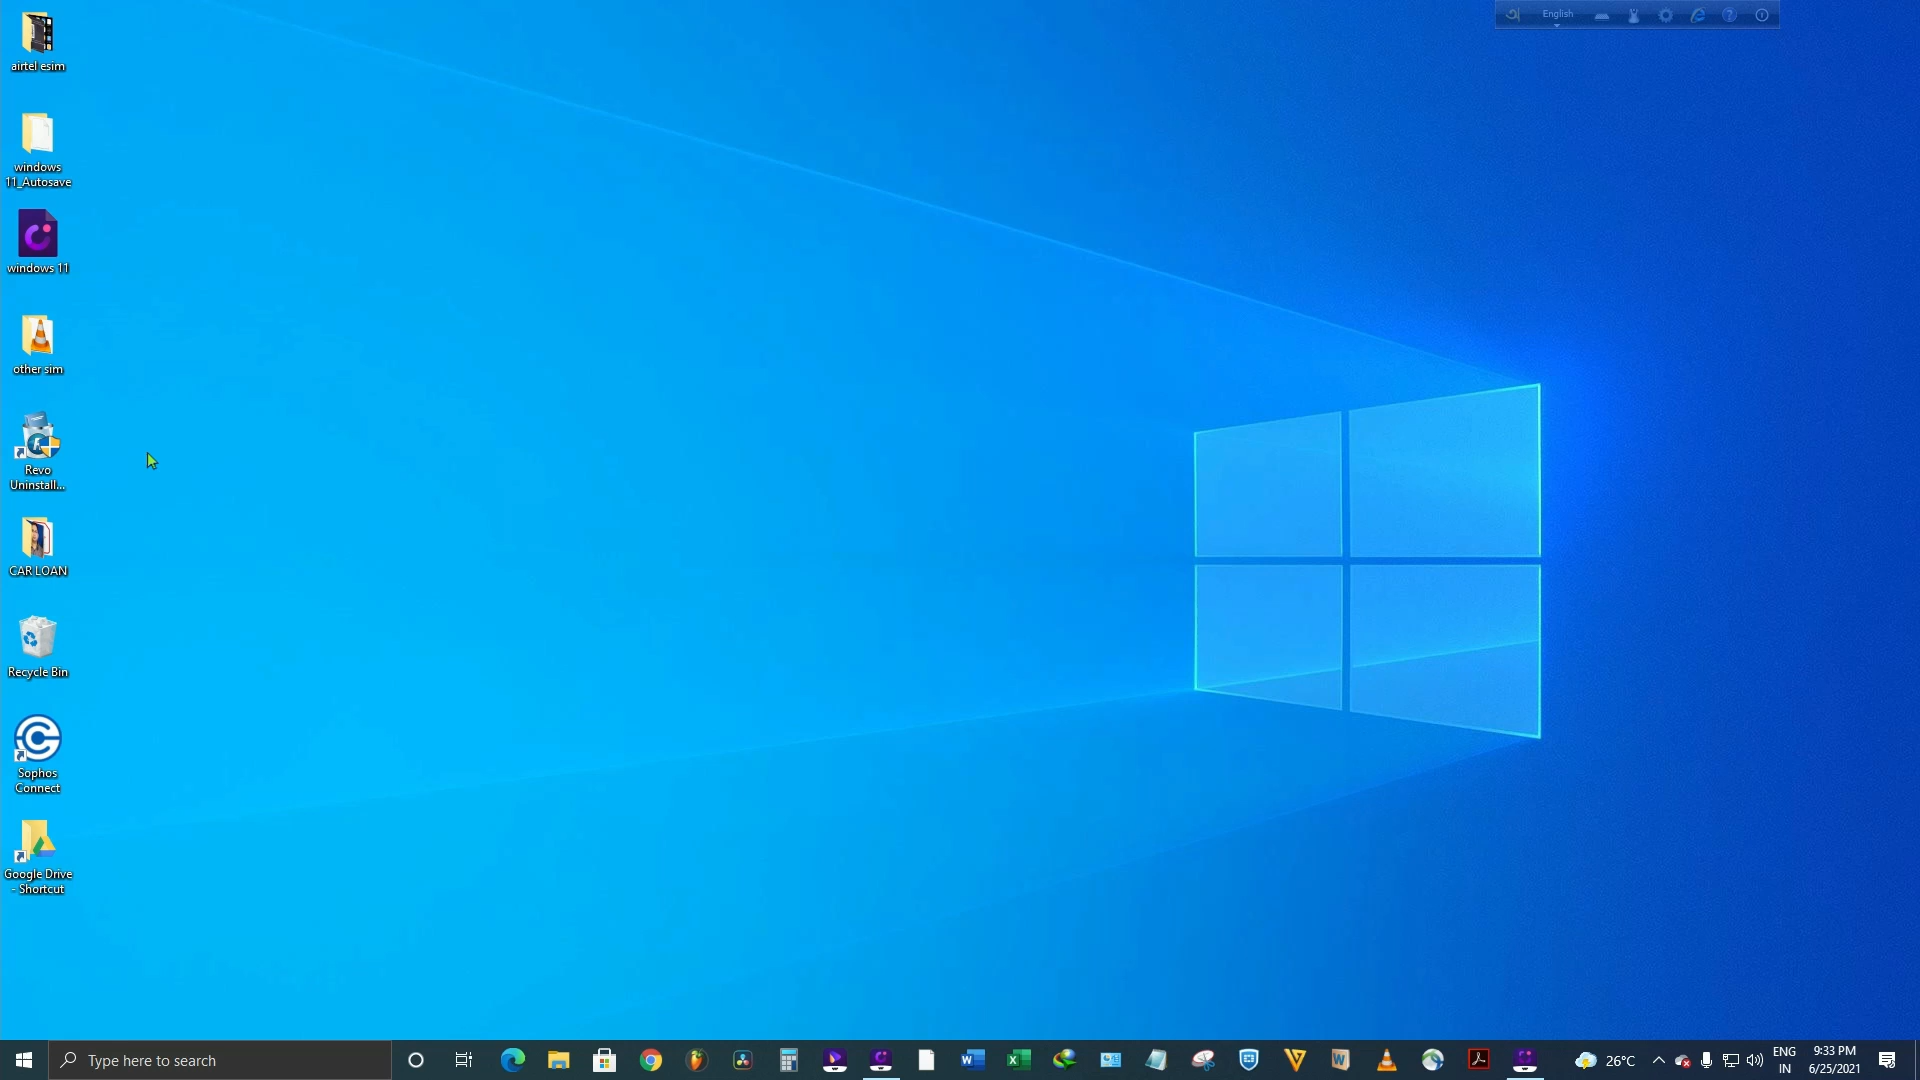 English
airtel esim
windows
11_Autosave
windows 11
other sim
Revo
Uninstall...
CAR LOAN
Recycle Bin
Sophos
Connect
Google Drive
- Shortcut
Type here to search
26°C
ENG
IN
9:33 PM
6/25/2021